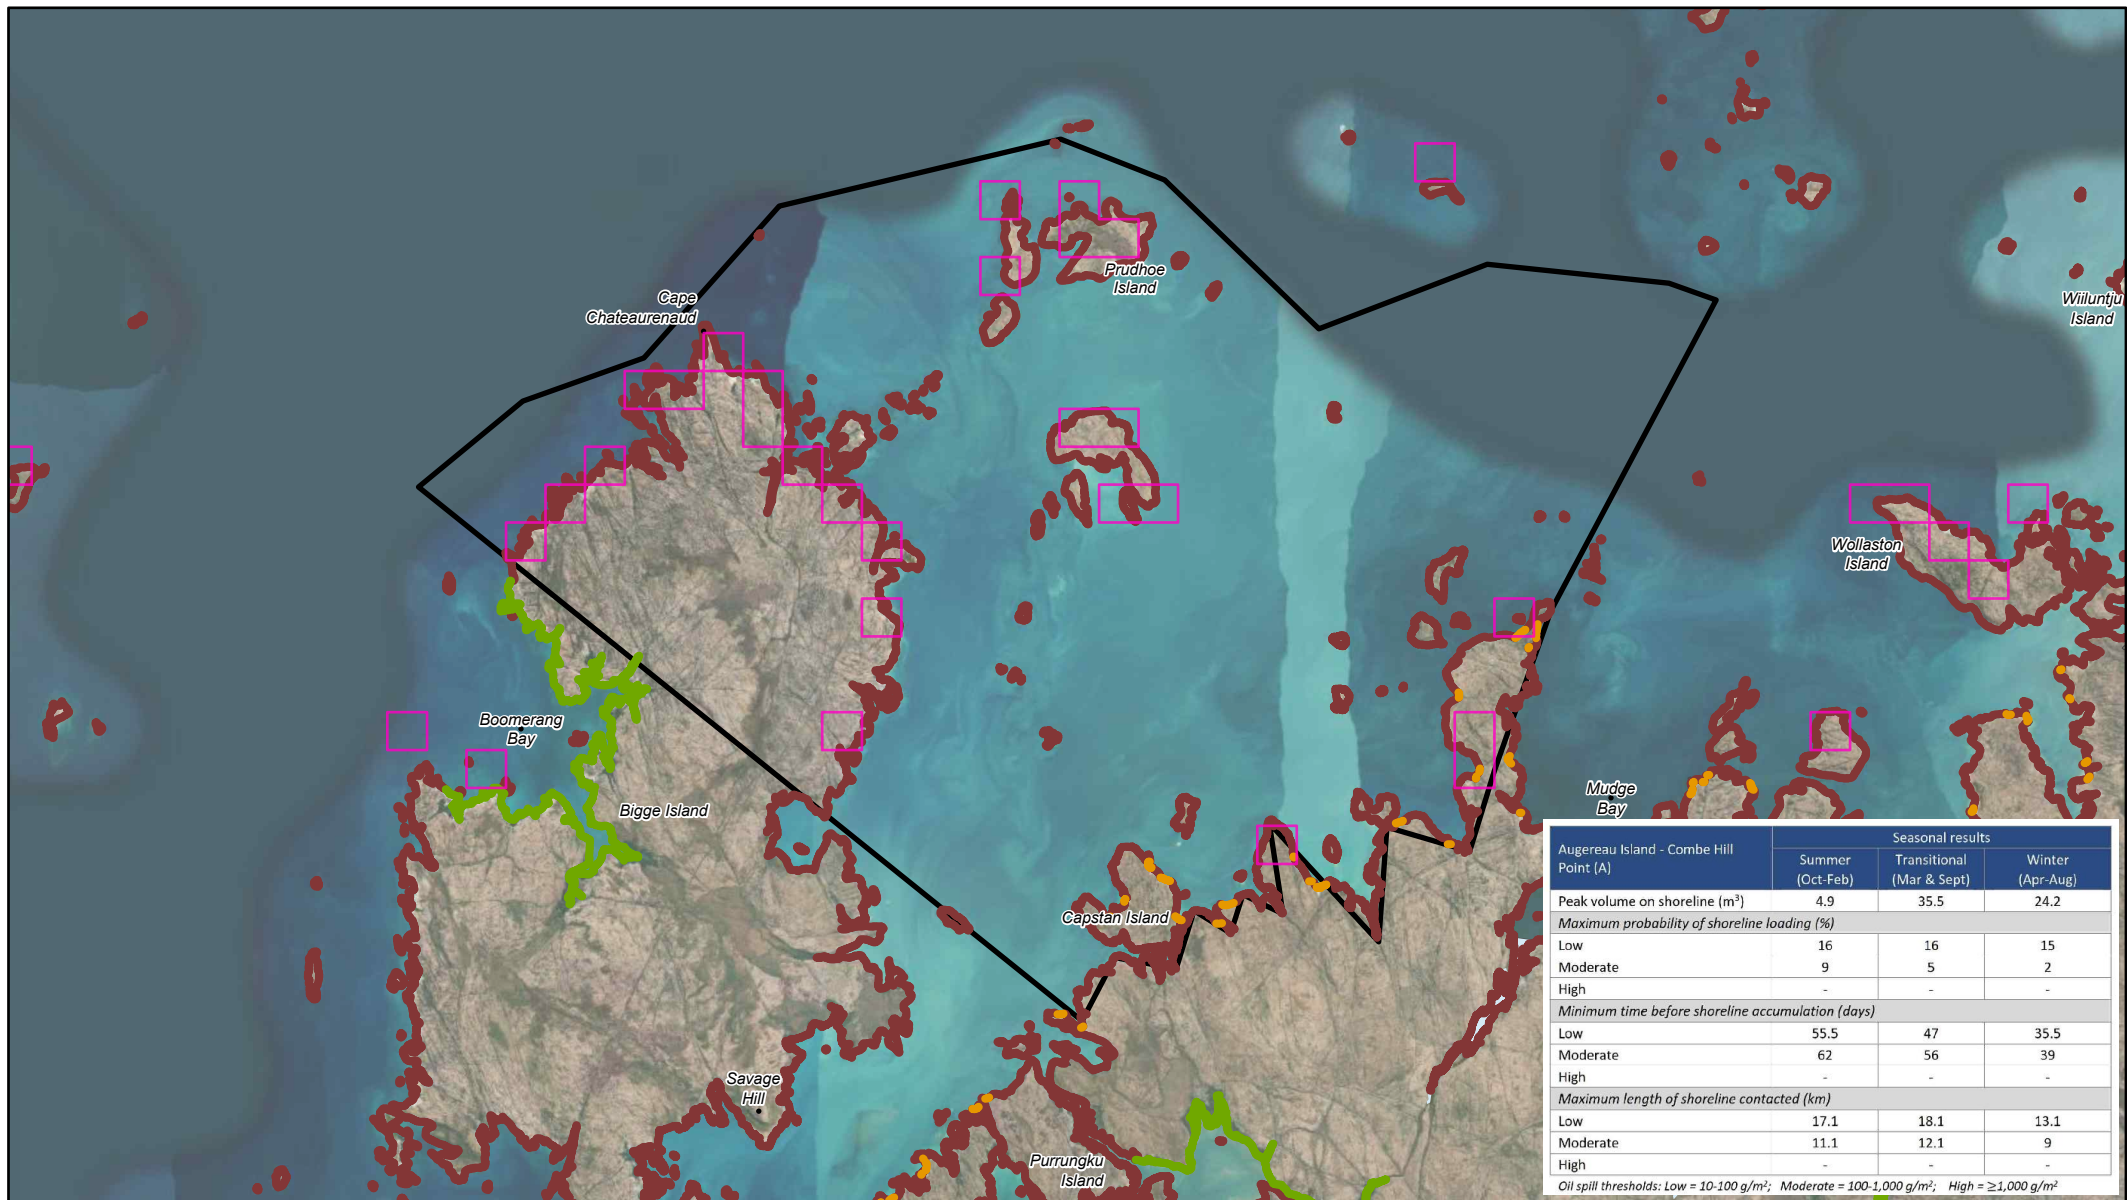 Cape
Chateaurenaud
Prudhoe
Island
Wiiluntju
Island
Wollaston
Island
Boomerang
Bay
Bigge Island
Mudge
Bay
Capstan Island
Savage
Hill
Purrungku
Island
Augereau Island - Combe Hill
Point (A)
Seasonal results
Summer
(Oct-Feb)
Transitional
(Mar & Sept)
Winter
(Apr-Aug)
Peak volume on shoreline (m³) 4.9 35.5 24.2
Maximum probability of shoreline loading (%)
Low 16 16 15
Moderate 9 5 2
High - - -
Minimum time before shoreline accumulation (days)
Low 55.5 47 35.5
Moderate 62 56 39
High - - -
Maximum length of shoreline contacted (km)
Low 17.1 18.1 13.1
Moderate 11.1 12.1 9
High - - -
Oil spill thresholds: Low = 10-100 g/m²; Moderate = 100-1,000 g/m²; High = ≥1,000 g/m²